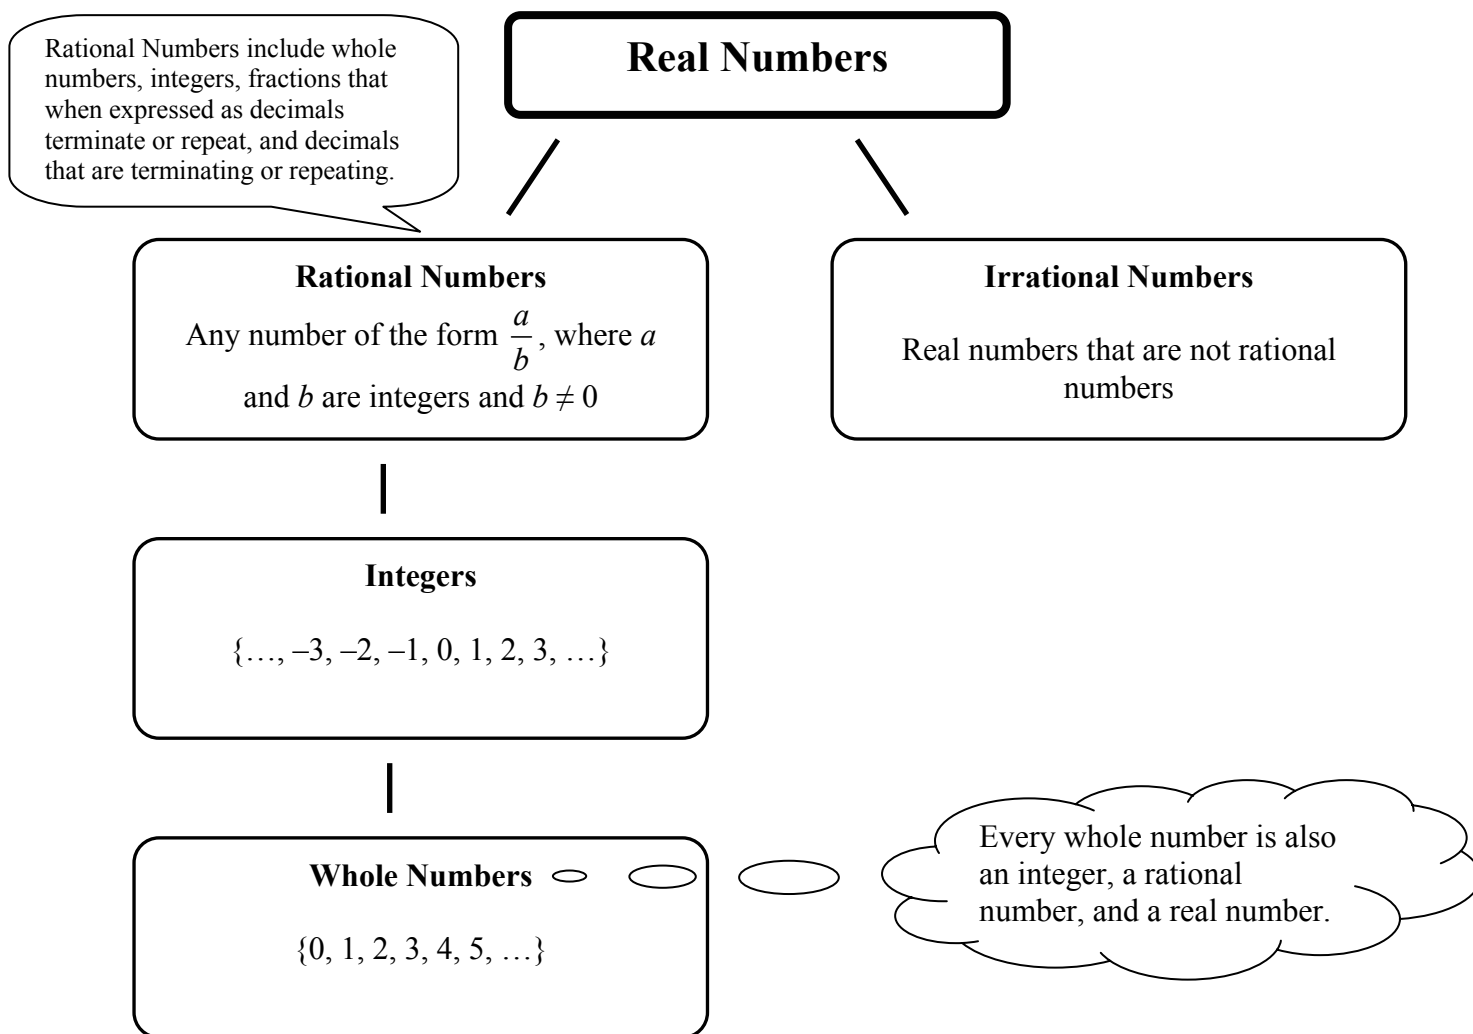 Real Numbers
Rational Numbers include whole
numbers, integers, fractions that
when expressed as decimals
terminate or repeat, and decimals
that are terminating or repeating.
Rational Numbers
Any number of the form a/b, where a
and b are integers and b ≠ 0
Irrational Numbers
Real numbers that are not rational
numbers
Integers
{…, –3, –2, –1, 0, 1, 2, 3, …}
Whole Numbers
{0, 1, 2, 3, 4, 5, …}
Every whole number is also
an integer, a rational
number, and a real number.